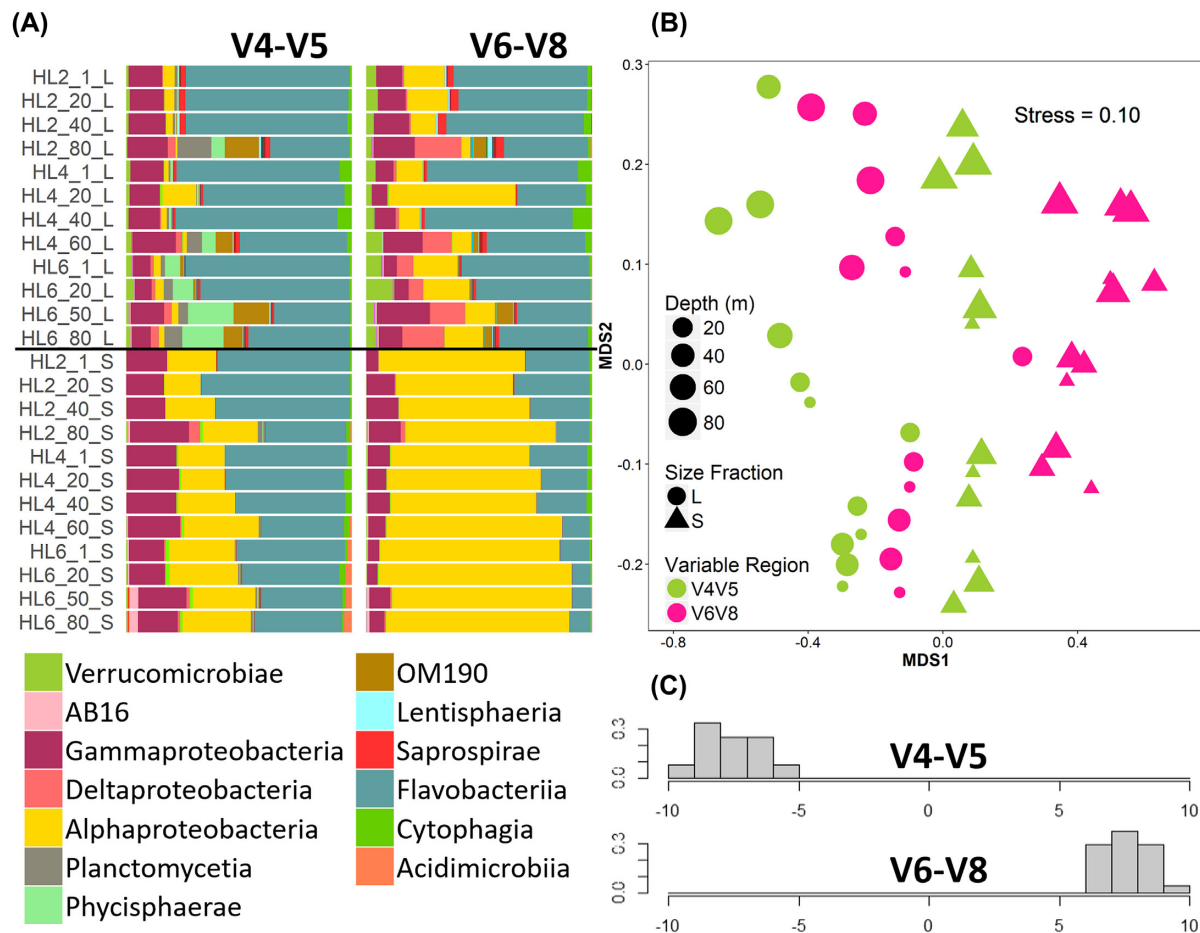 (A)
V4-V5
V6-V8
HL2_1_L
HL2_20_L
HL2_40_L
HL2_80_L
HL4_1_L
HL4_20_L
HL4_40_L
HL4_60_L
HL6_1_L
HL6_20_L
HL6_50_L
HL6_80_L
HL2_1_S
HL2_20_S
HL2_40_S
HL2_80_S
HL4_1_S
HL4_20_S
HL4_40_S
HL4_60_S
HL6_1_S
HL6_20_S
HL6_50_S
HL6_80_S
Verrucomicrobiae
AB16
Gammaproteobacteria
Deltaproteobacteria
Alphaproteobacteria
Planctomycetia
Phycisphaerae
OM190
Lentisphaeria
Saprospirae
Flavobacteriia
Cytophagia
Acidimicrobiia
(B)
0.3
0.2
0.1
0.0
-0.1
-0.2
MDS2
Stress = 0.10
Depth (m)
20
40
60
80
Size Fraction
L
S
Variable Region
V4V5
V6V8
-0.8 -0.4 0.0 0.4
MDS1
(C)
0.3
0.0
V4-V5
-10 -5 0 5 10
0.3
0.0
V6-V8
-10 -5 0 5 10